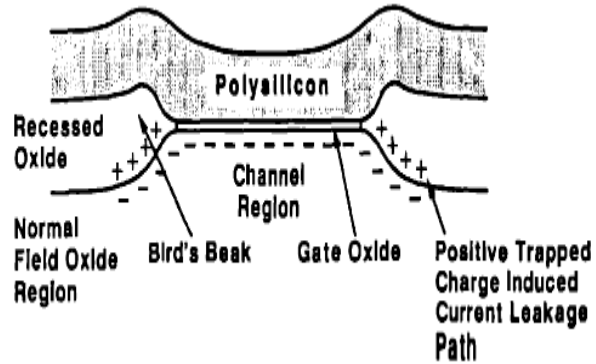 Polysilicon
Recessed
Oxide
Channel
Region
Normal
Field Oxide
Region
Bird's Beak
Gate Oxide
Positive Trapped
Charge Induced
Current Leakage
Path